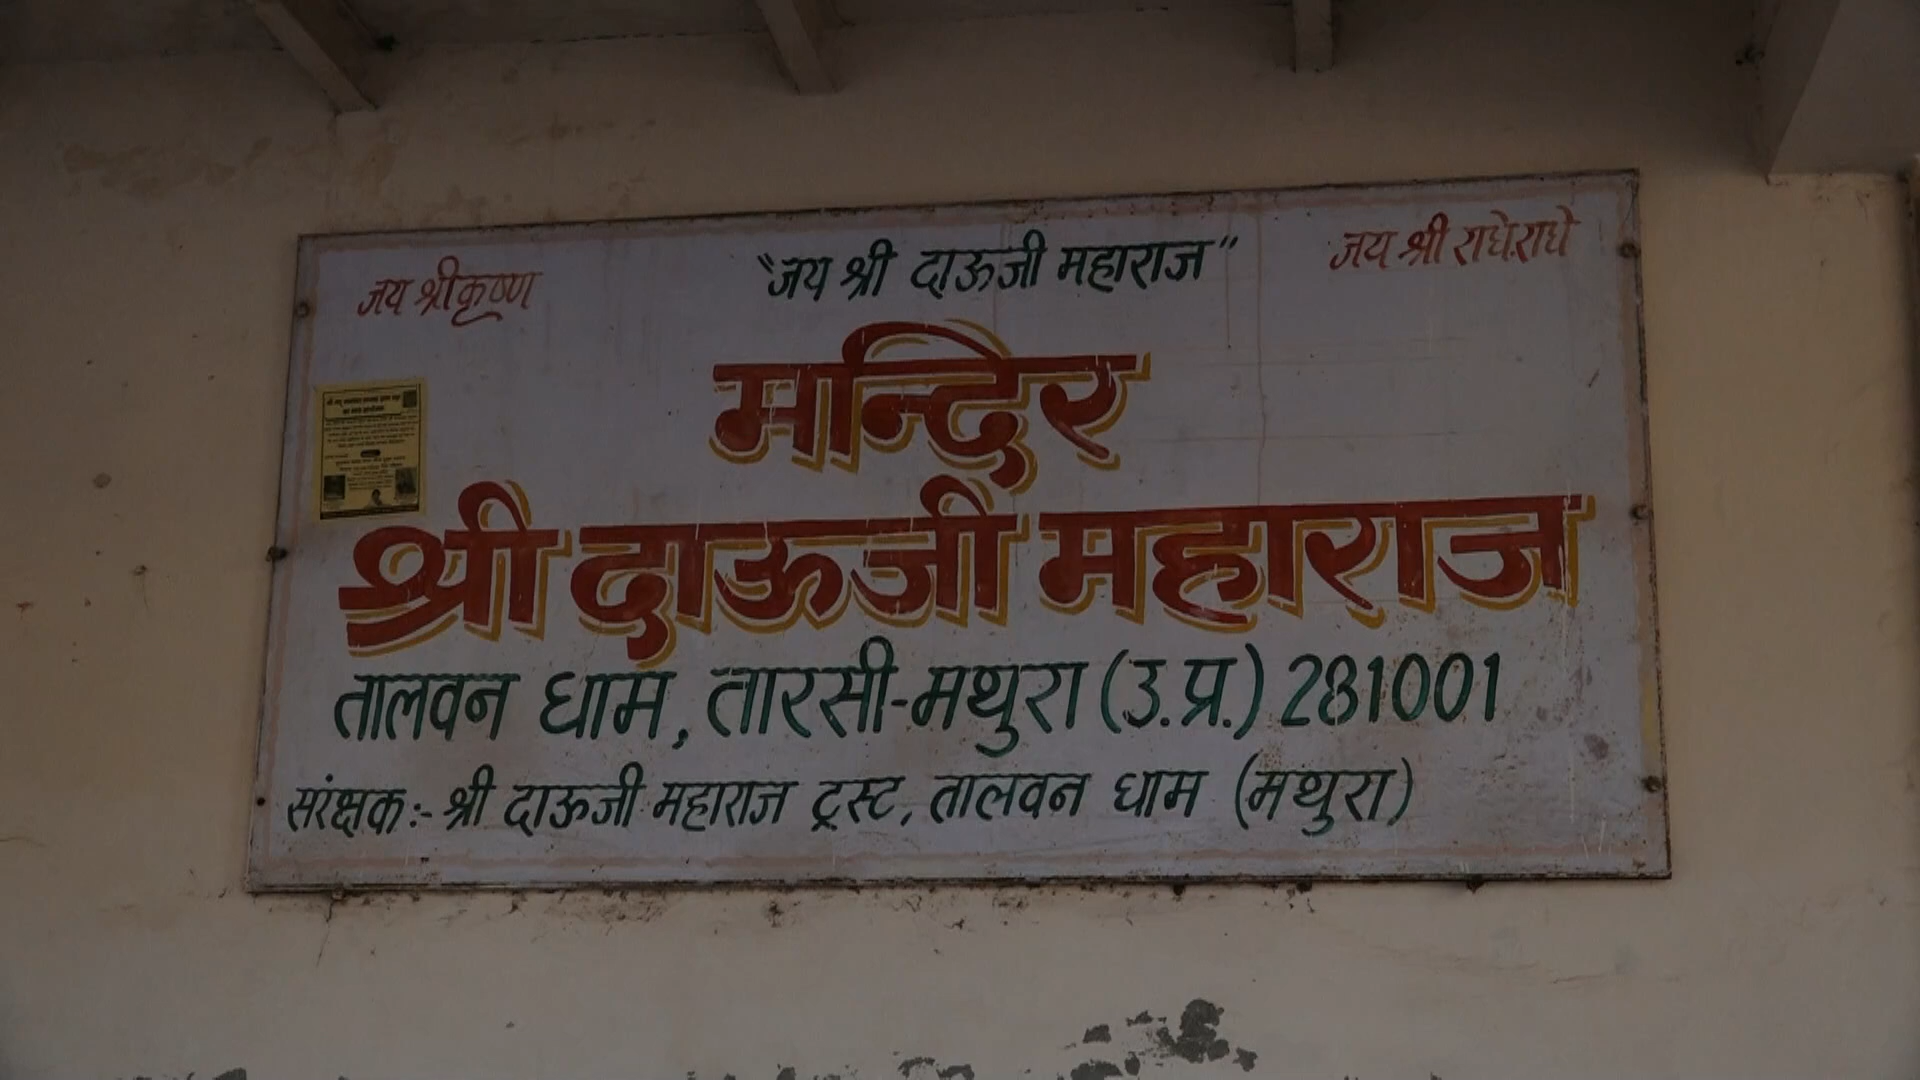 जय श्रीकृष्ण "जय श्री दाऊजी महाराज" जय श्री राधे.राधे
मन्दिर
श्री दाऊजी महाराज
तालवन धाम, तारसी-मथुरा (उ.प्र.) 281001
संरक्षक:- श्री दाऊजी महाराज ट्रस्ट, तालवन धाम (मथुरा)